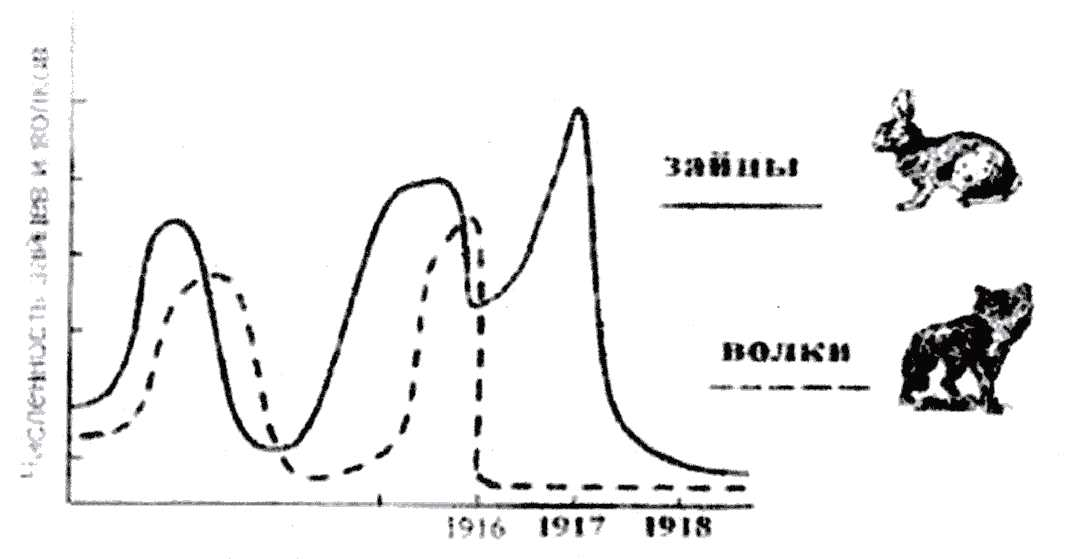 Численность зайцев и волков
зайцы
волки
1916 1917 1918